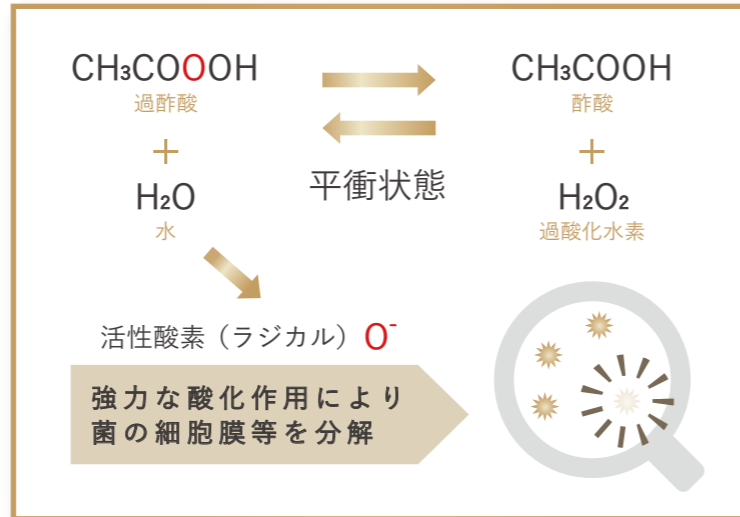 CH₃COOOH
過酢酸
+
H₂O
水
平衡状態
CH₃COOH
酢酸
+
H₂O₂
過酸化水素
活性酸素（ラジカル）O⁻
強力な酸化作用により
菌の細胞膜等を分解